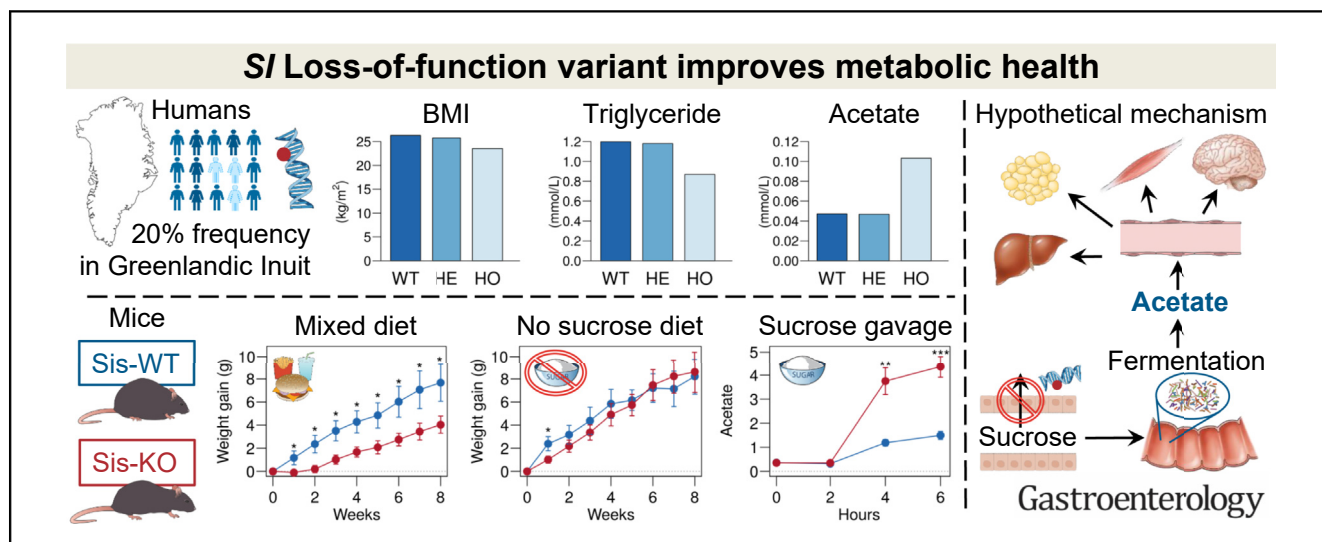 SI Loss-of-function variant improves metabolic health
Humans
20% frequency
in Greenlandic Inuit
BMI
(kg/m²)
25
20
15
10
5
0
WT HE HO
Triglyceride
(mmol/L)
1.2
1.0
0.8
0.6
0.4
0.2
0.0
WT HE HO
Acetate
(mmol/L)
0.12
0.10
0.08
0.06
0.04
0.02
0.00
WT HE HO
Mice
Sis-WT
Sis-KO
Mixed diet
Weight gain (g)
10
8
6
4
2
0
* * * * * * * *
0 2 4 6 8
Weeks
No sucrose diet
SUGAR
Weight gain (g)
10
8
6
4
2
0
*
0 2 4 6 8
Weeks
Sucrose gavage
SUGAR
Acetate
5
4
3
2
1
0
** ***
0 2 4 6
Hours
Hypothetical mechanism
Acetate
Fermentation
Sucrose
Gastroenterology